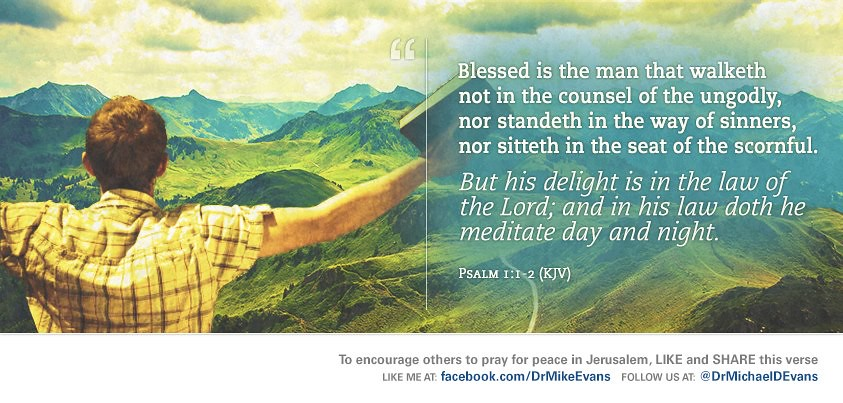 “
Blessed is the man that walketh
not in the counsel of the ungodly,
nor standeth in the way of sinners,
nor sitteth in the seat of the scornful.
But his delight is in the law of
the Lord; and in his law doth he
meditate day and night.
Psalm 1:1-2 (KJV)
To encourage others to pray for peace in Jerusalem, LIKE and SHARE this verse
LIKE ME AT: facebook.com/DrMikeEvans FOLLOW US AT: @DrMichaelDEvans